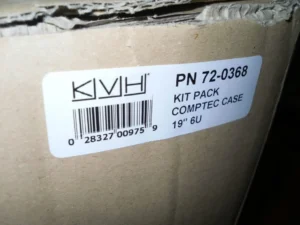 KVH
PN 72-0368
KIT PACK
COMPTEC CASE
19" 6U
0 28327 00975 9